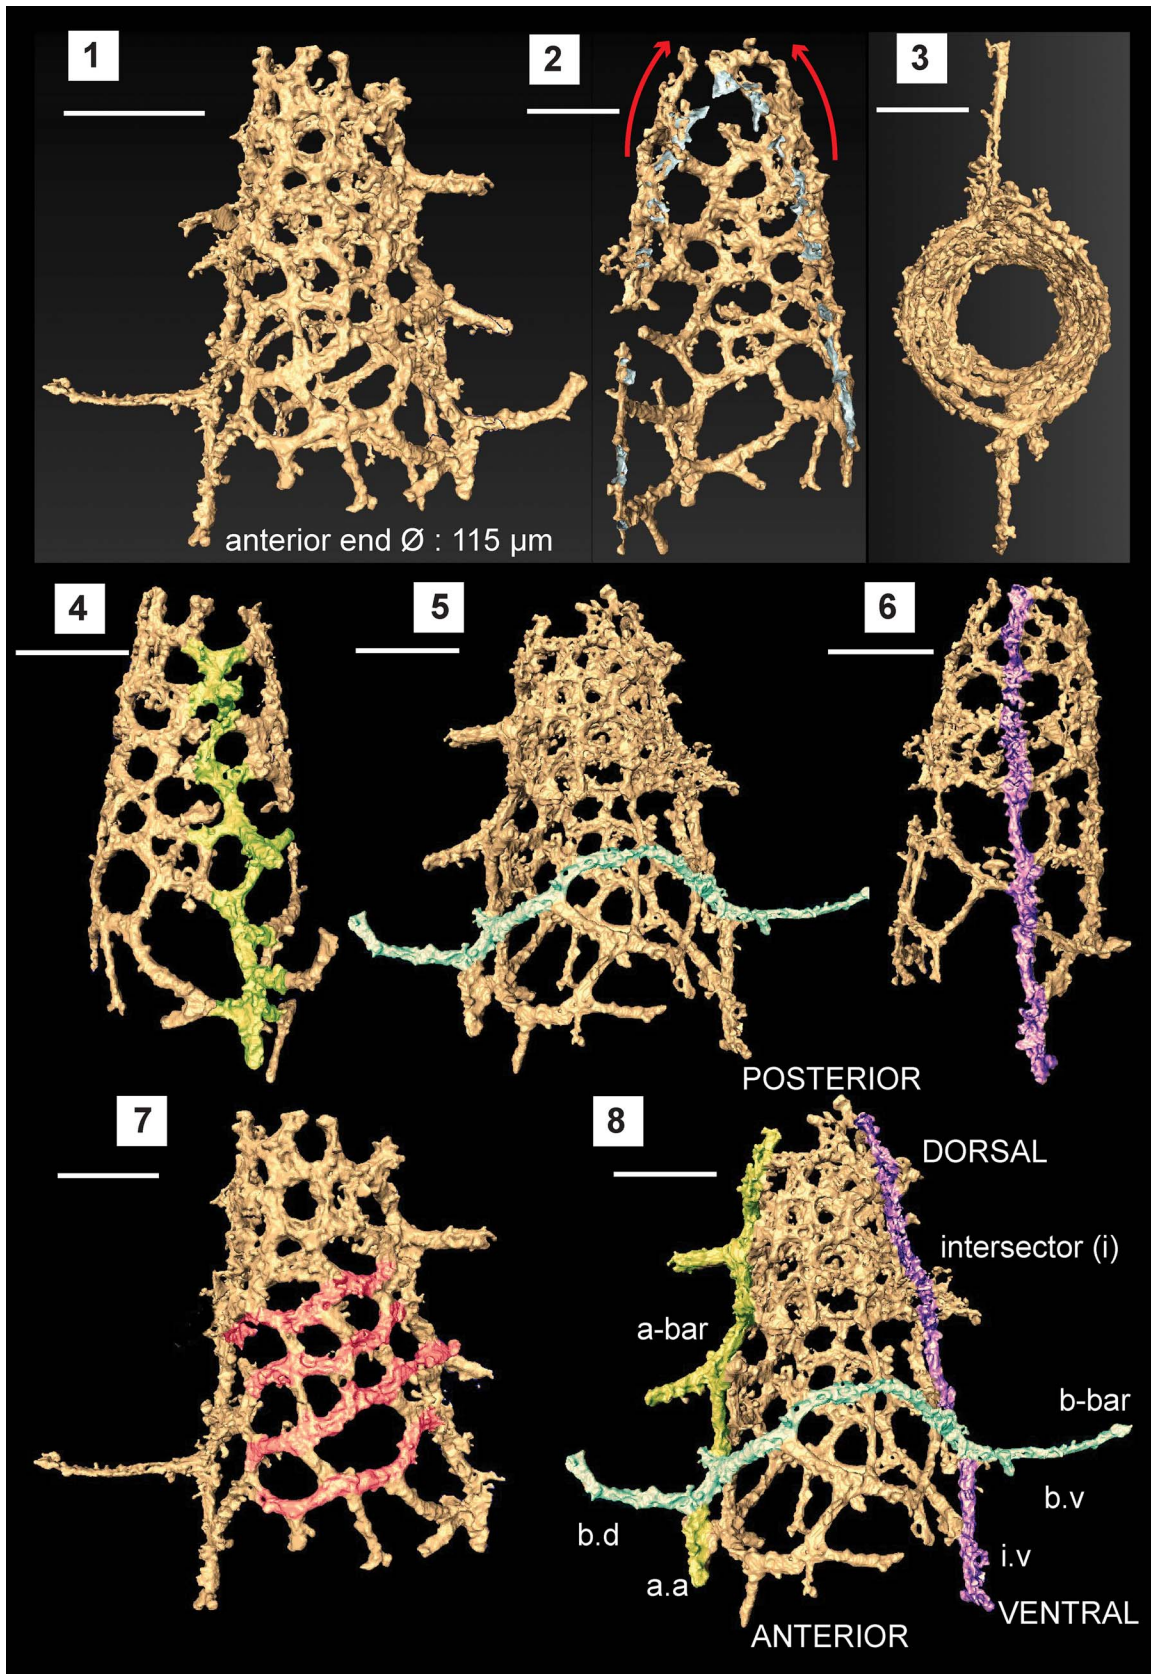 1
2
3
anterior end Ø : 115 µm
4
5
6
POSTERIOR
7
8
DORSAL
intersector (i)
a-bar
b-bar
b.v
b.d
i.v
a.a
VENTRAL
ANTERIOR